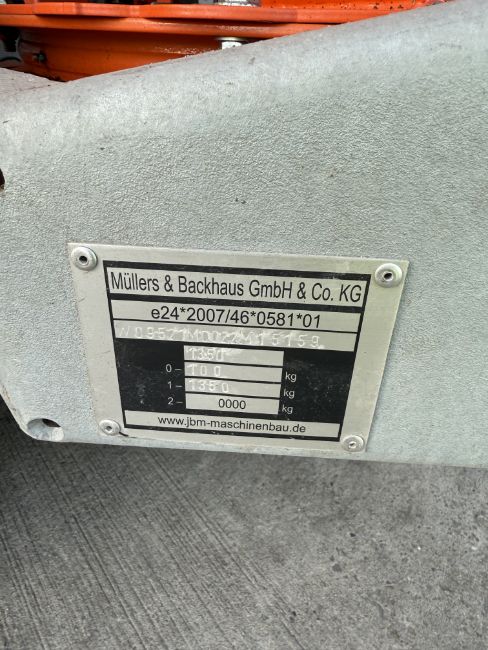 Müllers & Backhaus GmbH & Co. KG
e24*2007/46*0581*01
1350
0 - 100 kg
1 - 1350 kg
2 - 0000 kg
www.jbm-maschinenbau.de